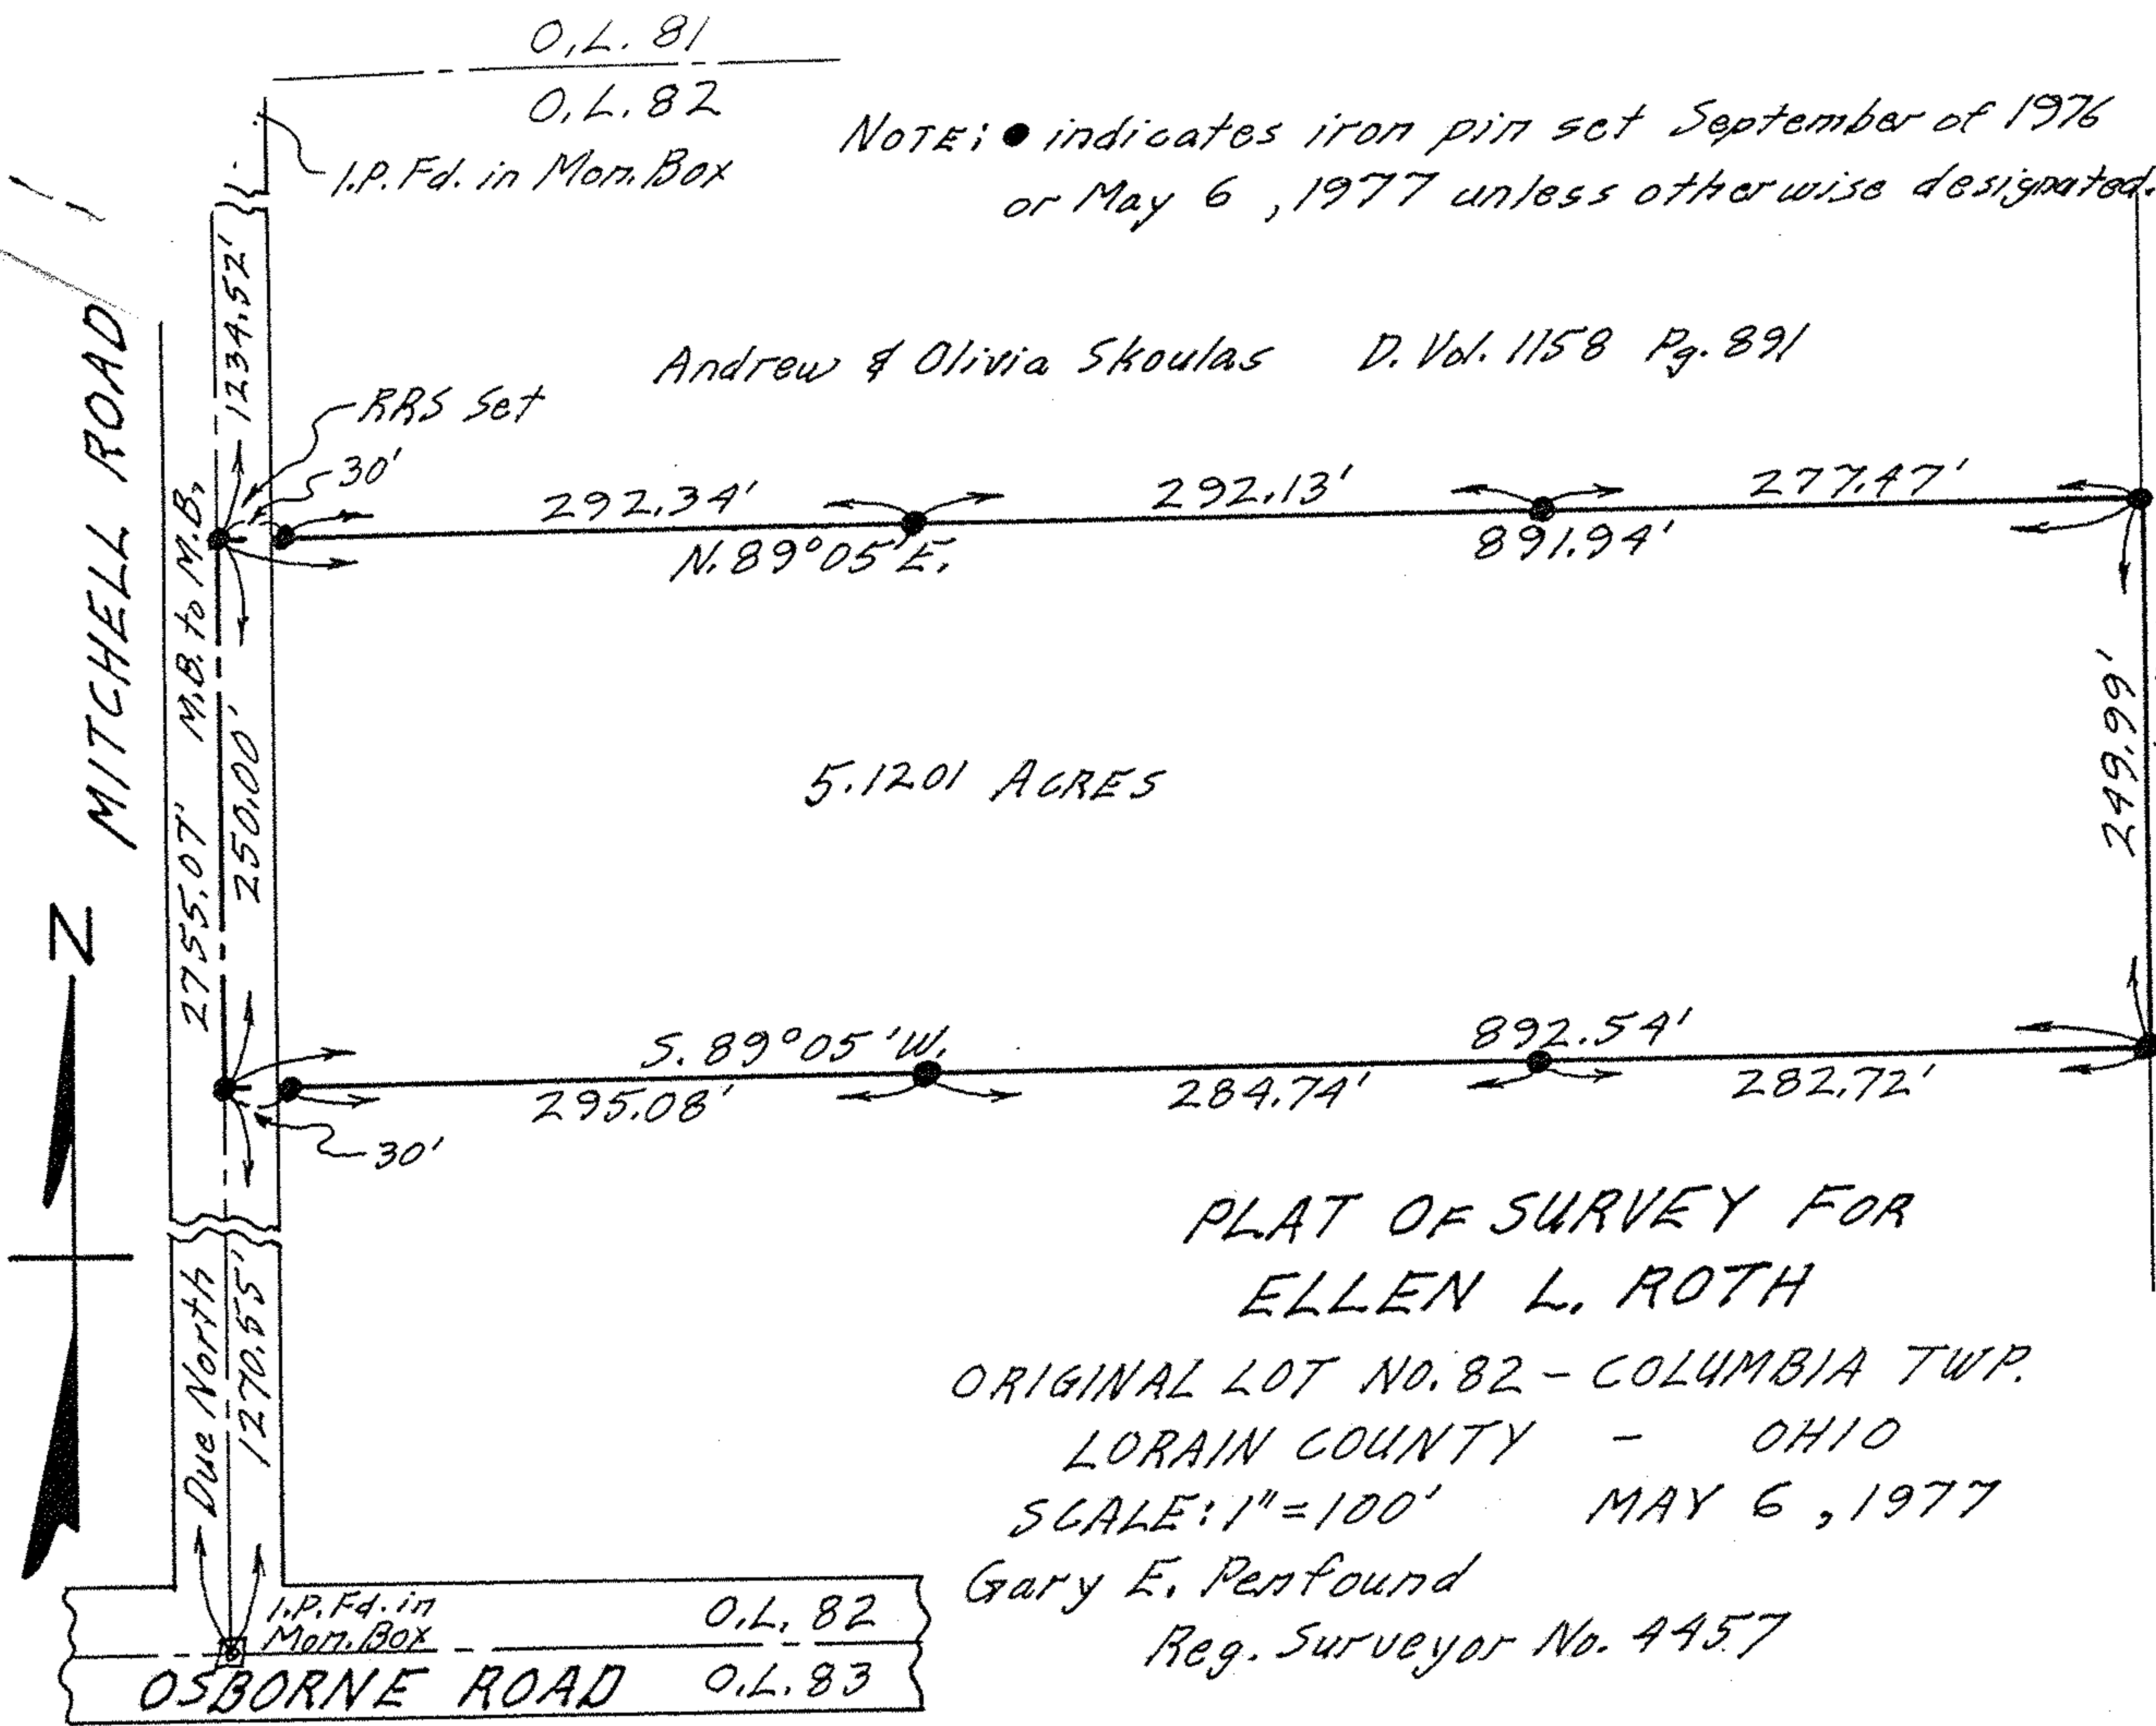 O.L. 81
O.L. 82
I.P. Fd. in Mon. Box
NOTE: ● indicates iron pin set September of 1976
or May 6, 1977 unless otherwise designated.
1234.52'
Andrew & Olivia Skoulas D. Vol. 1158 Pg. 891
MITCHELL ROAD
RRS Set
30'
292.34'
292.13'
277.47'
N. 89°05' E.
891.94'
2755.07' M.B. to M.B.
250.00'
5.1201 ACRES
249.99'
N
S. 89°05' W.
892.54'
295.08'
284.74'
282.72'
30'
PLAT OF SURVEY FOR
ELLEN L. ROTH
ORIGINAL LOT NO. 82 - COLUMBIA TWP.
LORAIN COUNTY - OHIO
SCALE: 1" = 100' MAY 6, 1977
Gary E. Penfound
Reg. Surveyor No. 4457
Due North
1270.55'
I.P. Fd. in
Mon. Box
O.L. 82
OSBORNE ROAD O.L. 83